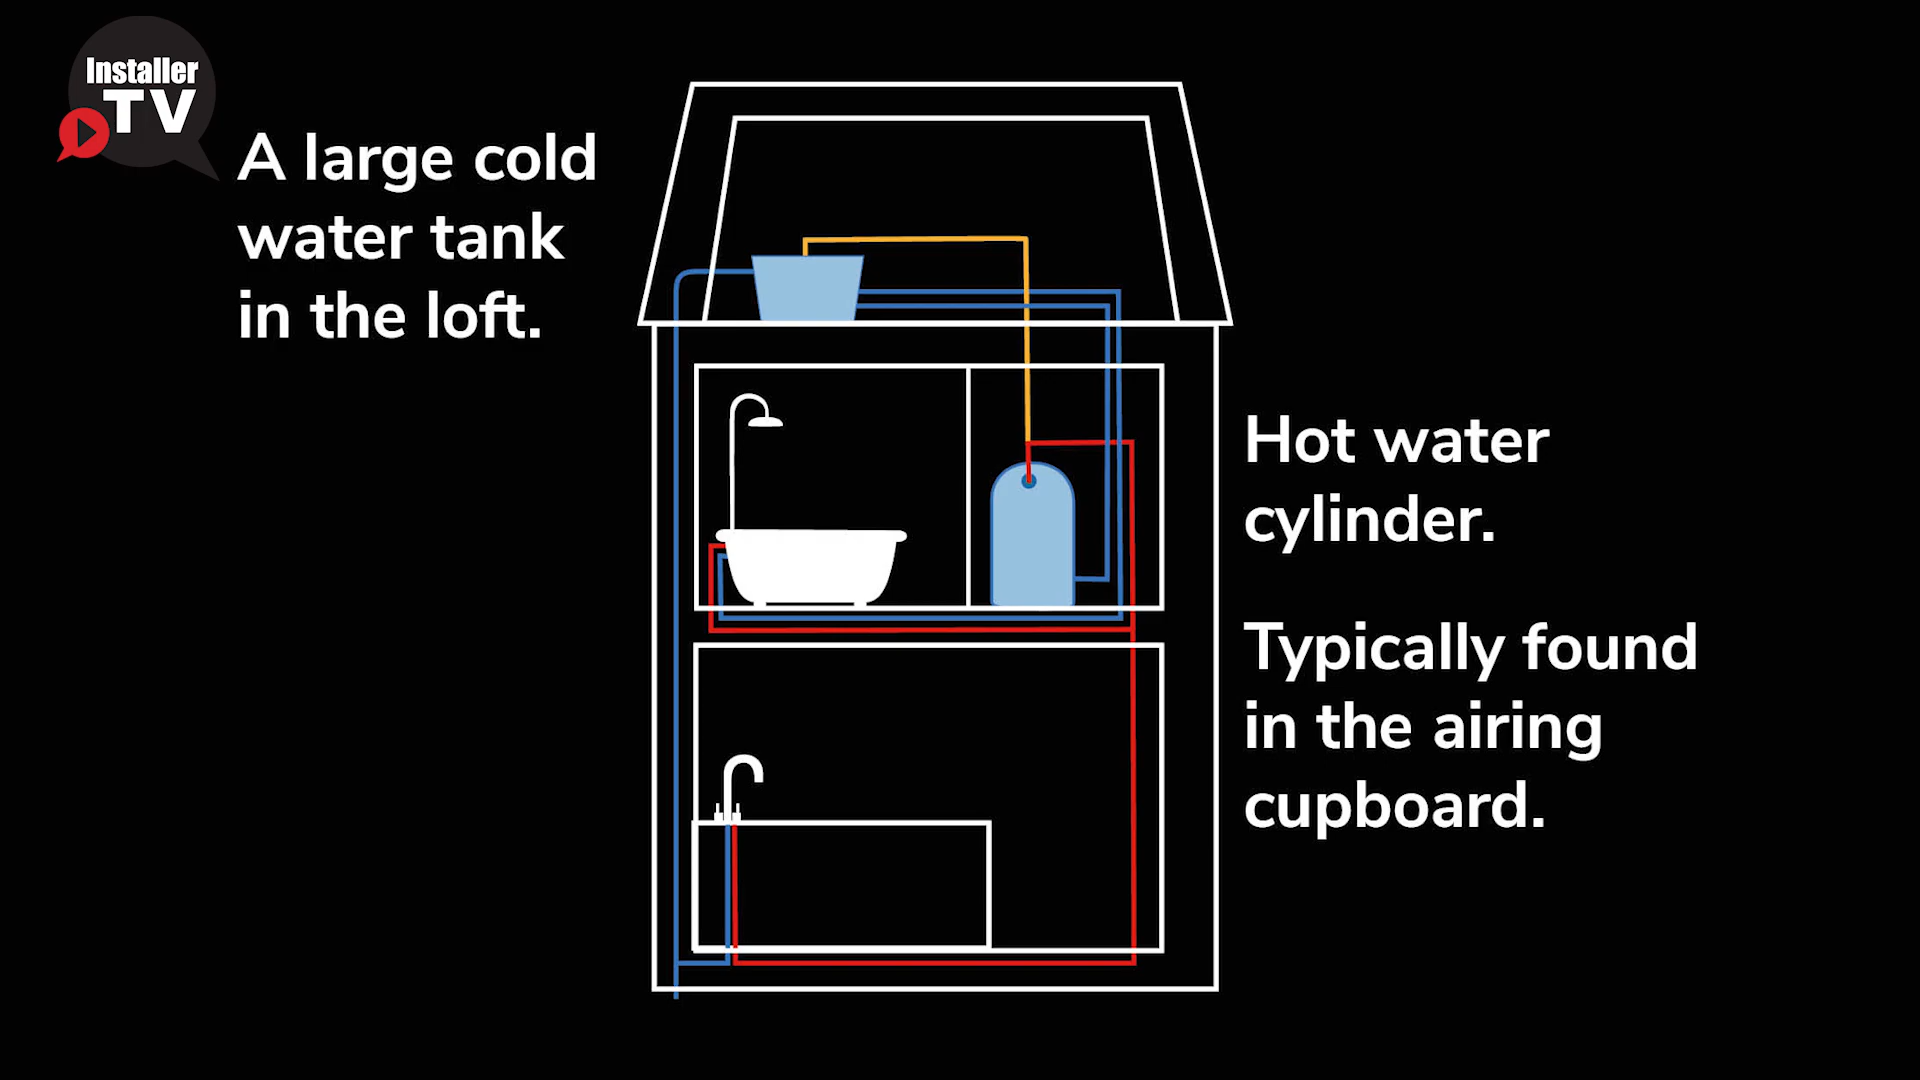 Installer
TV
A large cold
water tank
in the loft.
Hot water
cylinder.
Typically found
in the airing
cupboard.